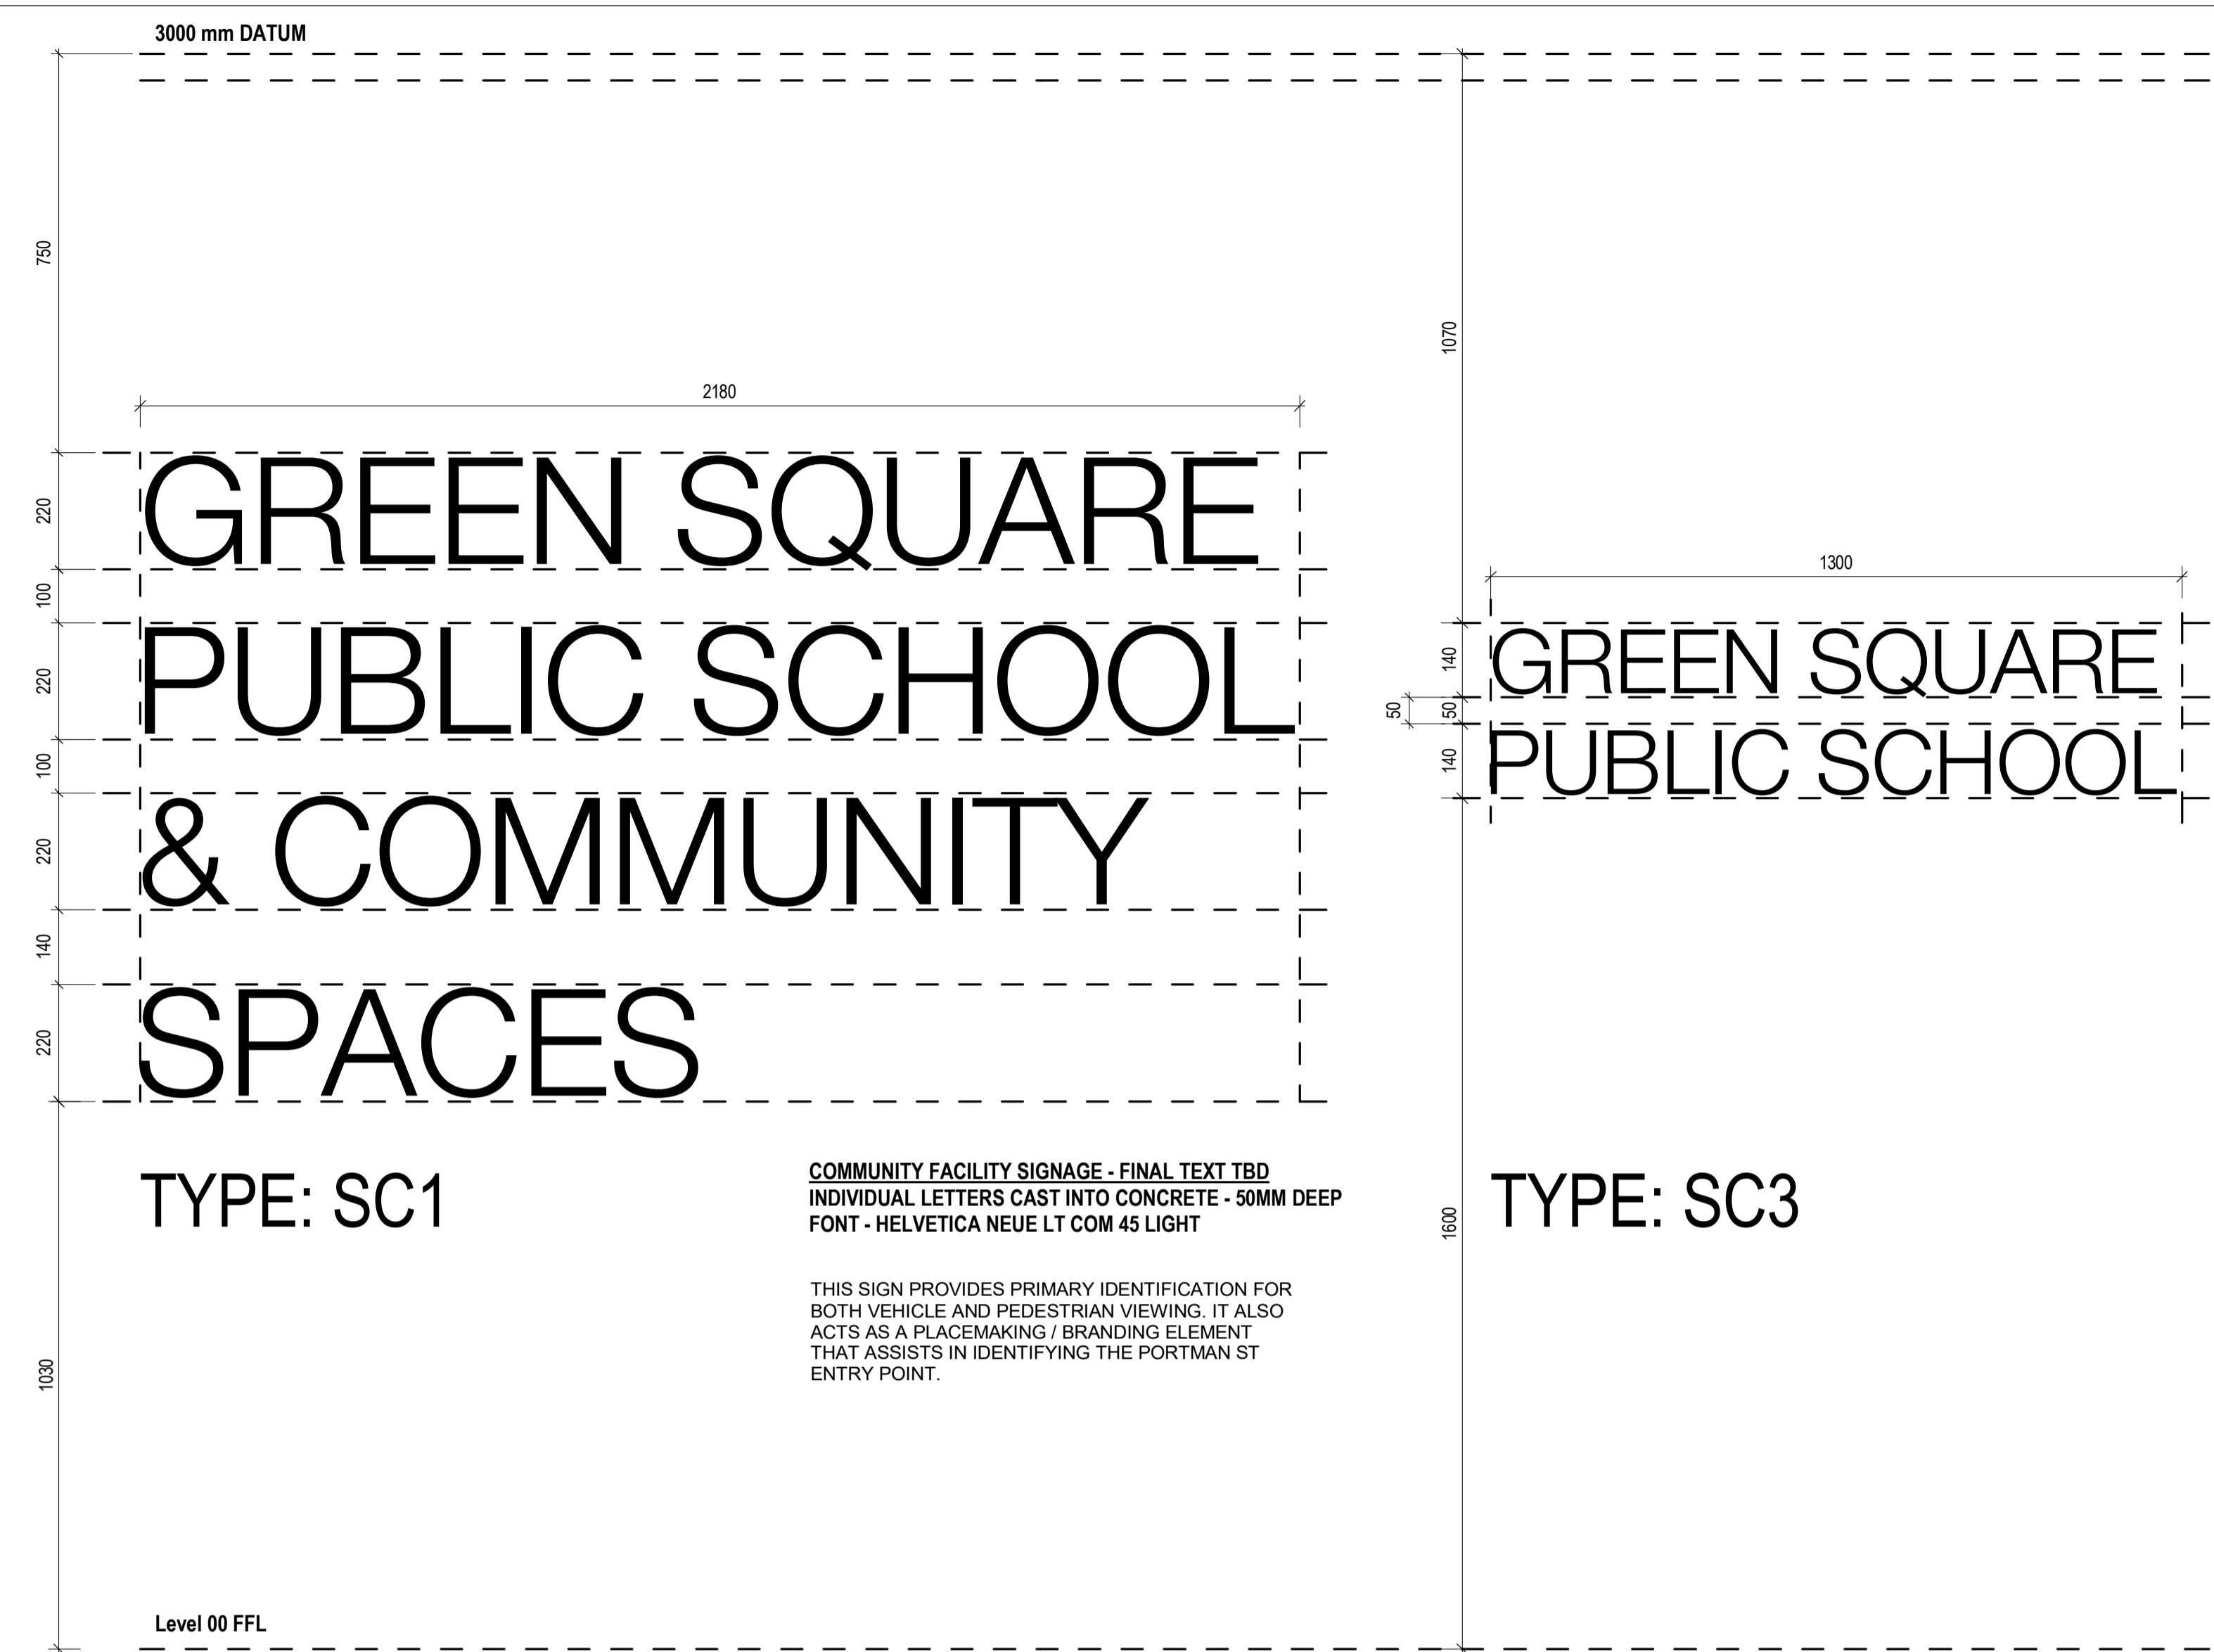 3000 mm DATUM
750
1070
2180
GREEN SQUARE
220
100
PUBLIC SCHOOL
220
100
& COMMUNITY
220
140
SPACES
220
1300
GREEN SQUARE
140
50
50
PUBLIC SCHOOL
140
TYPE: SC1
COMMUNITY FACILITY SIGNAGE - FINAL TEXT TBD
INDIVIDUAL LETTERS CAST INTO CONCRETE - 50MM DEEP
FONT - HELVETICA NEUE LT COM 45 LIGHT
THIS SIGN PROVIDES PRIMARY IDENTIFICATION FOR
BOTH VEHICLE AND PEDESTRIAN VIEWING. IT ALSO
ACTS AS A PLACEMAKING / BRANDING ELEMENT
THAT ASSISTS IN IDENTIFYING THE PORTMAN ST
ENTRY POINT.
1600
TYPE: SC3
1030
Level 00 FFL